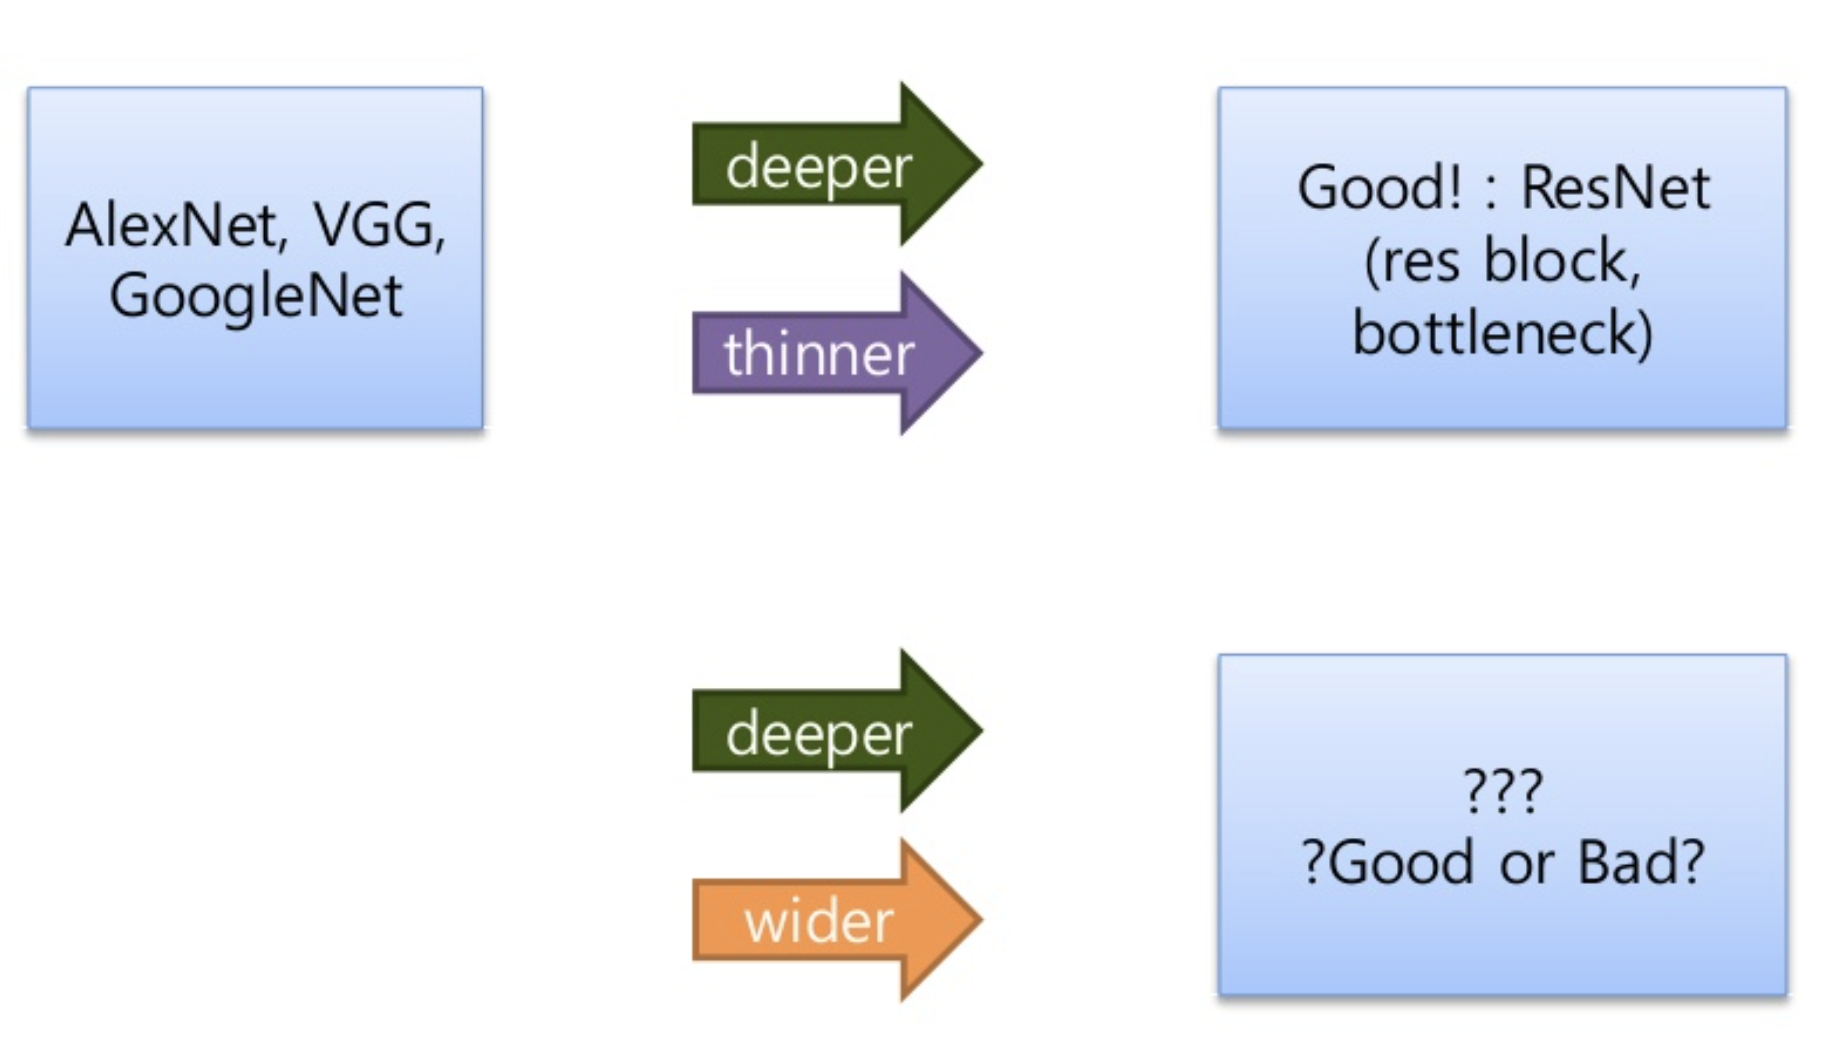 AlexNet, VGG,
GoogleNet
deeper
thinner
Good! : ResNet
(res block,
bottleneck)
deeper
wider
???
?Good or Bad?